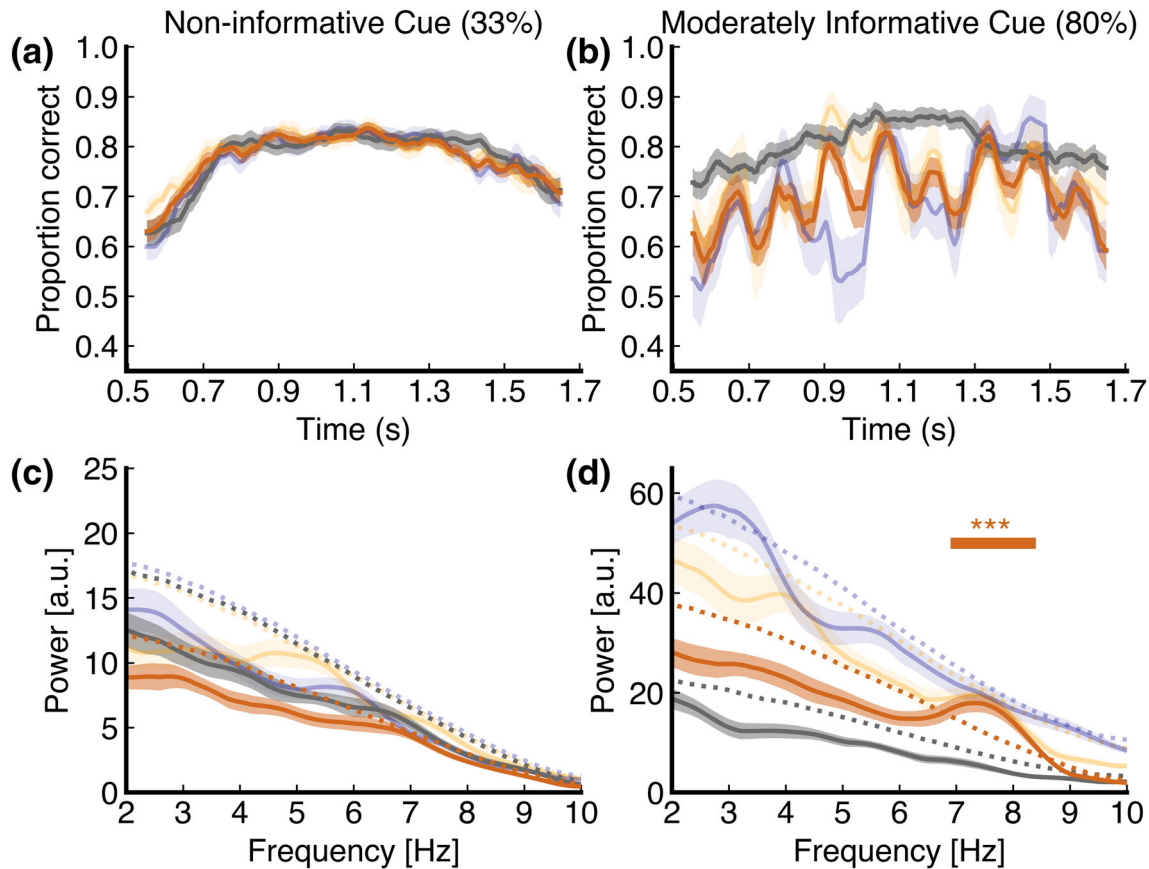 Non-informative Cue (33%)
Moderately Informative Cue (80%)
(a)
1.0
0.9
0.8
0.7
0.6
0.5
0.4
Proportion correct
0.5 0.7 0.9 1.1 1.3 1.5 1.7
Time (s)
(b)
1.0
0.9
0.8
0.7
0.6
0.5
0.4
Proportion correct
0.5 0.7 0.9 1.1 1.3 1.5 1.7
Time (s)
(c)
25
20
15
10
5
0
Power [a.u.]
2 3 4 5 6 7 8 9 10
Frequency [Hz]
(d)
60
40
20
0
Power [a.u.]
***
2 3 4 5 6 7 8 9 10
Frequency [Hz]